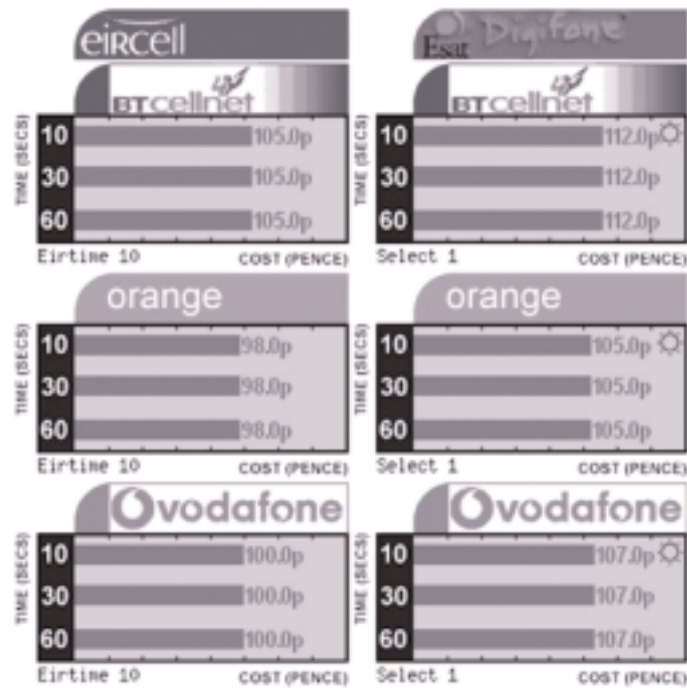 eircell
BTcellnet
TIME (SECS)
10 105.0p
30 105.0p
60 105.0p
Eirtime 10 COST (PENCE)
orange
TIME (SECS)
10 98.0p
30 98.0p
60 98.0p
Eirtime 10 COST (PENCE)
vodafone
TIME (SECS)
10 100.0p
30 100.0p
60 100.0p
Eirtime 10 COST (PENCE)
Esat Digifone
BTcellnet
TIME (SECS)
10 112.0p
30 112.0p
60 112.0p
Select 1 COST (PENCE)
orange
TIME (SECS)
10 105.0p
30 105.0p
60 105.0p
Select 1 COST (PENCE)
vodafone
TIME (SECS)
10 107.0p
30 107.0p
60 107.0p
Select 1 COST (PENCE)